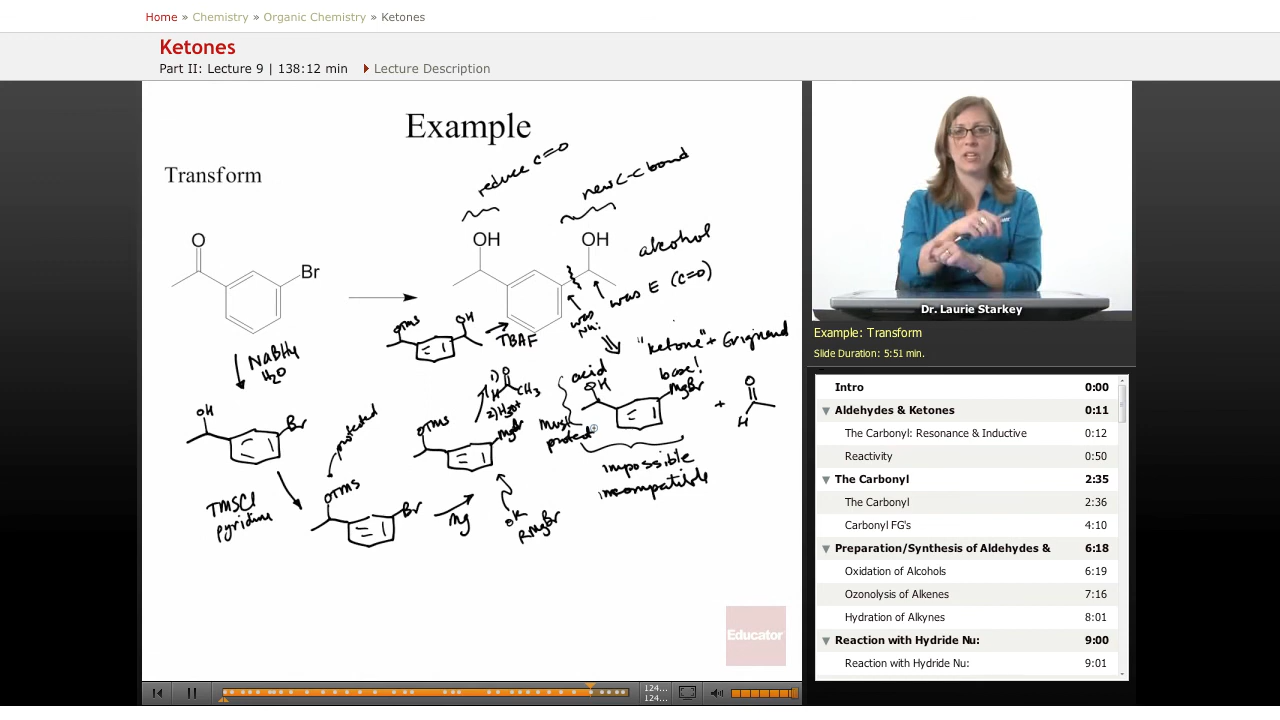 Home » Chemistry » Organic Chemistry » Ketones
Ketones
Part II: Lecture 9 | 138:12 min
Lecture Description
Example
Transform
reduce C=O
new C-C bond
OH
OH
alcohol
was E (C=O)
was Nu:
O
Br
OTMS
OH
TBAF
"ketone" + Grignard
NaBH4
H2O
1) O
H CH3
2) H3O+
acid
OH
base!
MgBr
+
O
H
must protect
impossible
incompatible
OH
Br
protected
OTMS
MgBr
TMSCl
pyridine
OTMS
Br
Mg
OK
RMgBr
Educator
Dr. Laurie Starkey
Example: Transform
Slide Duration: 5:51 min.
Intro 0:00
Aldehydes & Ketones 0:11
The Carbonyl: Resonance & Inductive 0:12
Reactivity 0:50
The Carbonyl 2:35
The Carbonyl 2:36
Carbonyl FG's 4:10
Preparation/Synthesis of Aldehydes & 6:18
Oxidation of Alcohols 6:19
Ozonolysis of Alkenes 7:16
Hydration of Alkynes 8:01
Reaction with Hydride Nu: 9:00
Reaction with Hydride Nu: 9:01
124...
124...